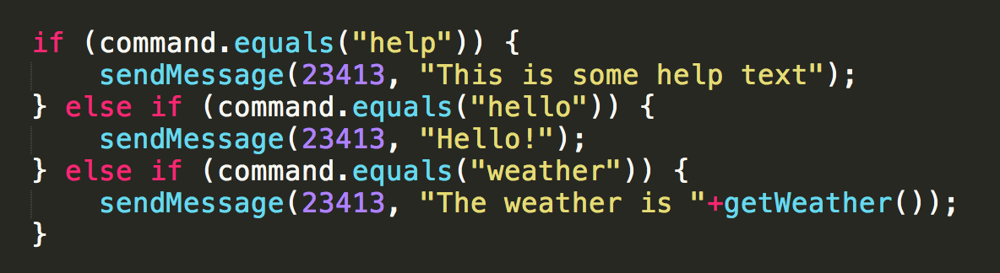 if (command.equals("help")) {
    sendMessage(23413, "This is some help text");
} else if (command.equals("hello")) {
    sendMessage(23413, "Hello!");
} else if (command.equals("weather")) {
    sendMessage(23413, "The weather is "+getWeather());
}